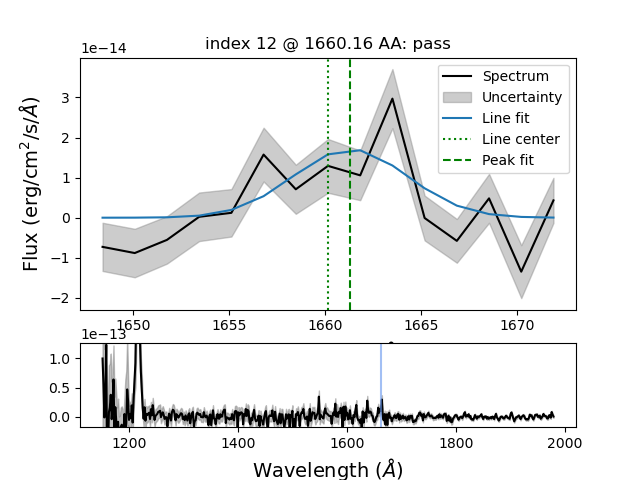 index 12 @ 1660.16 AA: pass
1e−14
Flux (erg/cm²/s/Å)
3
2
1
0
−1
−2
Spectrum
Uncertainty
Line fit
Line center
Peak fit
1650 1655 1660 1665 1670
1e−13
1.0
0.5
0.0
1200 1400 1600 1800 2000
Wavelength (Å)